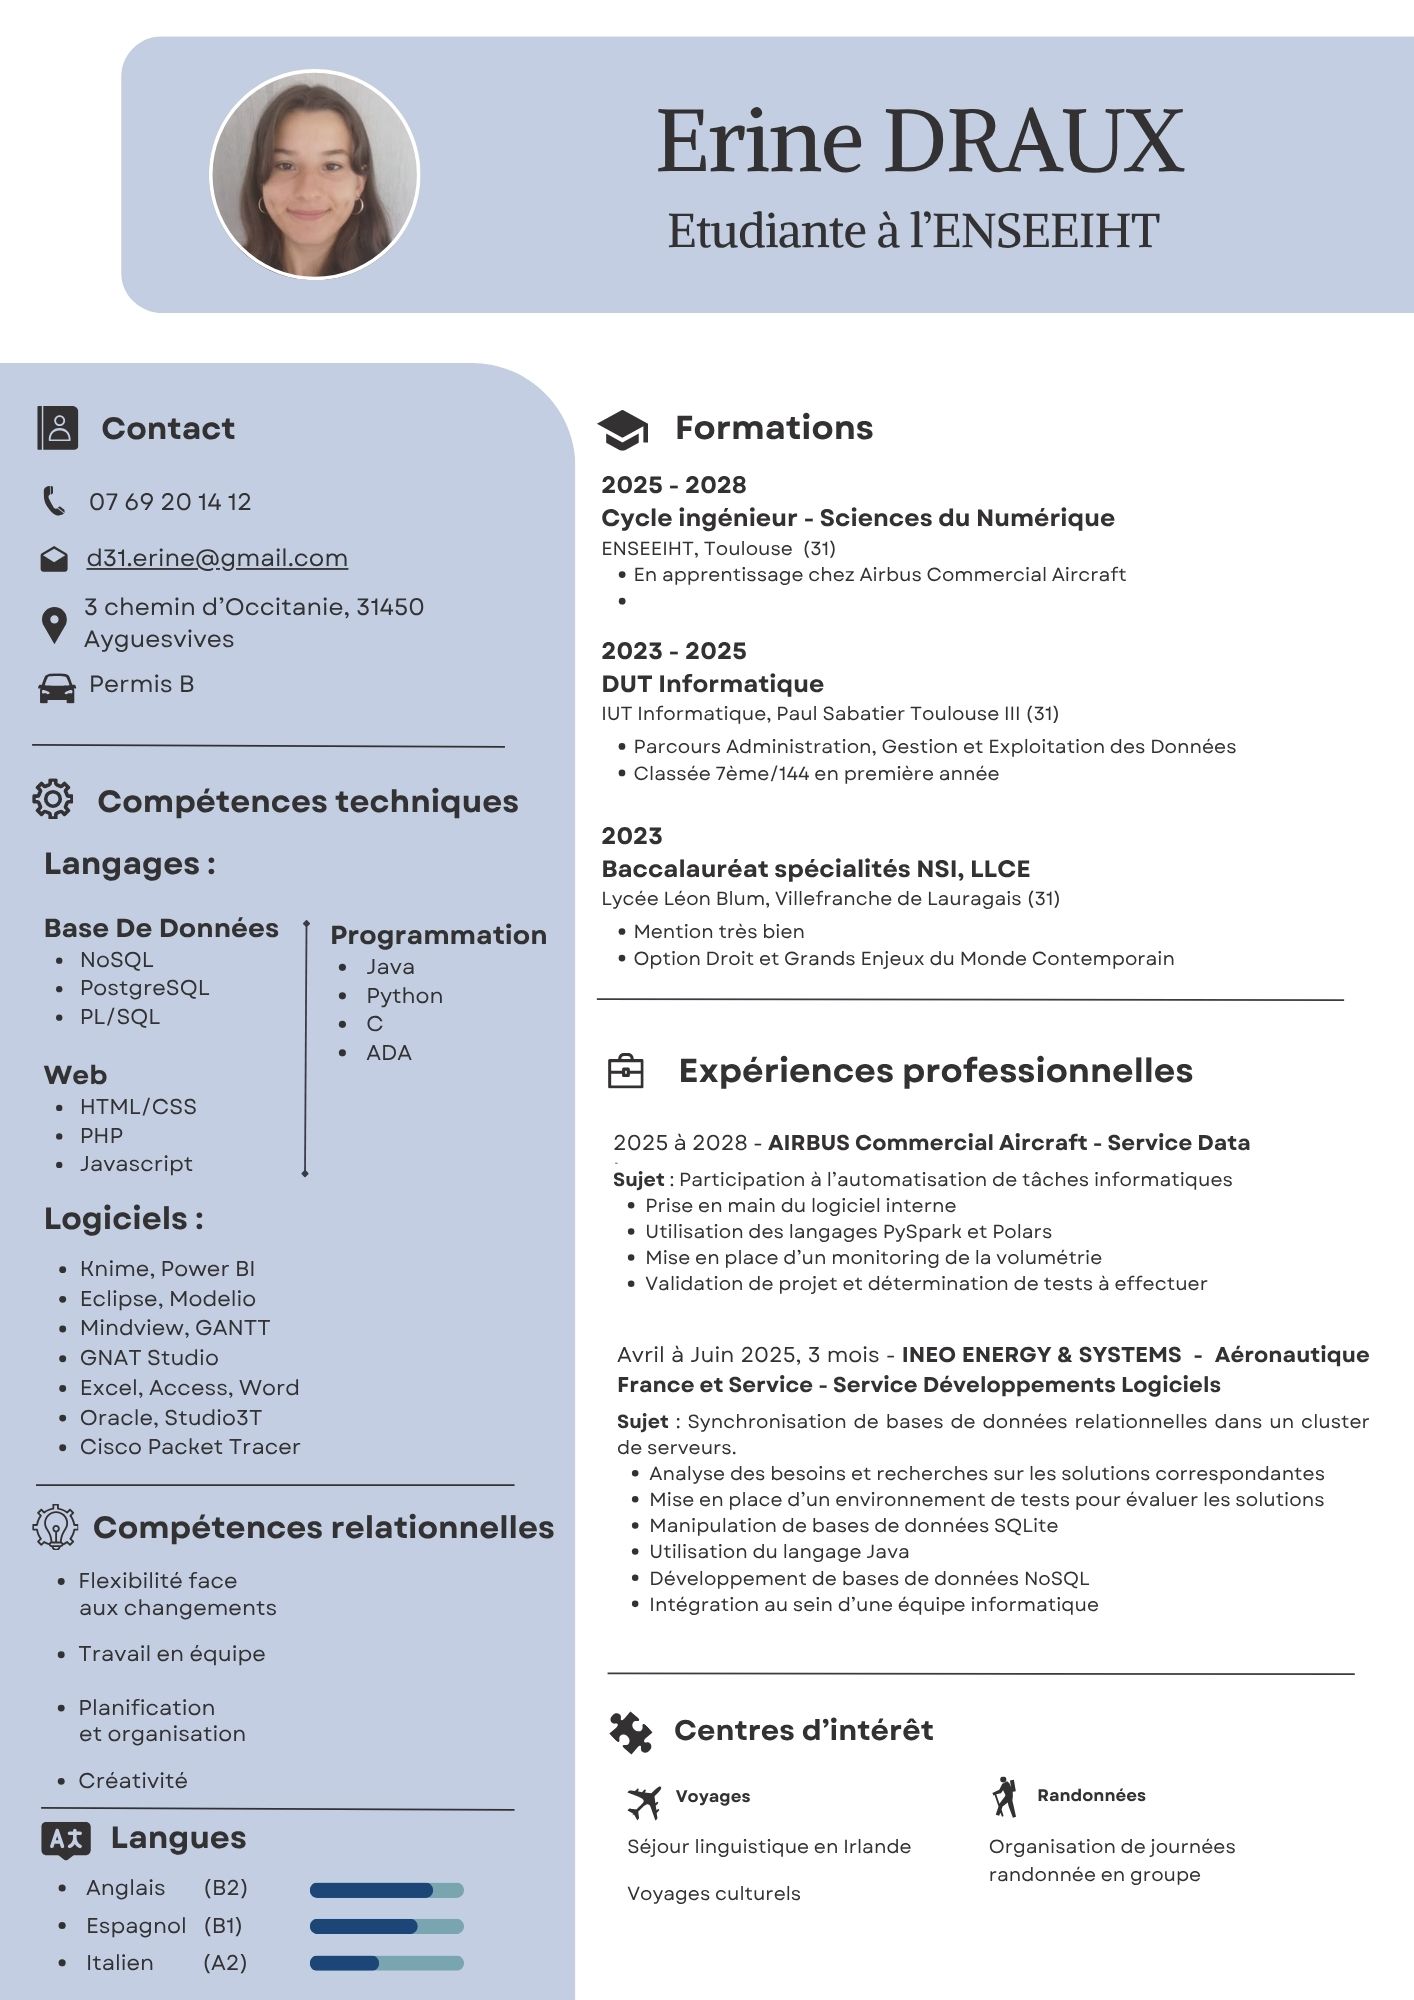 Erine DRAUX
Etudiante à l’ENSEEIHT
Contact
07 69 20 14 12
d31.erine@gmail.com
3 chemin d’Occitanie, 31450
Ayguesvives
Permis B
Compétences techniques
Langages :
Base De Données
• NoSQL
• PostgreSQL
• PL/SQL
Web
• HTML/CSS
• PHP
• Javascript
Programmation
• Java
• Python
• C
• ADA
Logiciels :
• Knime, Power BI
• Eclipse, Modelio
• Mindview, GANTT
• GNAT Studio
• Excel, Access, Word
• Oracle, Studio3T
• Cisco Packet Tracer
Compétences relationnelles
• Flexibilité face
aux changements
• Travail en équipe
• Planification
et organisation
• Créativité
Langues
• Anglais (B2)
• Espagnol (B1)
• Italien (A2)
Formations
2025 - 2028
Cycle ingénieur - Sciences du Numérique
ENSEEIHT, Toulouse (31)
• En apprentissage chez Airbus Commercial Aircraft
•
2023 - 2025
DUT Informatique
IUT Informatique, Paul Sabatier Toulouse III (31)
• Parcours Administration, Gestion et Exploitation des Données
• Classée 7ème/144 en première année
2023
Baccalauréat spécialités NSI, LLCE
Lycée Léon Blum, Villefranche de Lauragais (31)
• Mention très bien
• Option Droit et Grands Enjeux du Monde Contemporain
Expériences professionnelles
2025 à 2028 - AIRBUS Commercial Aircraft - Service Data
Sujet : Participation à l’automatisation de tâches informatiques
• Prise en main du logiciel interne
• Utilisation des langages PySpark et Polars
• Mise en place d’un monitoring de la volumétrie
• Validation de projet et détermination de tests à effectuer
Avril à Juin 2025, 3 mois - INEO ENERGY & SYSTEMS - Aéronautique
France et Service - Service Développements Logiciels
Sujet : Synchronisation de bases de données relationnelles dans un cluster
de serveurs.
• Analyse des besoins et recherches sur les solutions correspondantes
• Mise en place d’un environnement de tests pour évaluer les solutions
• Manipulation de bases de données SQLite
• Utilisation du langage Java
• Développement de bases de données NoSQL
• Intégration au sein d’une équipe informatique
Centres d’intérêt
Voyages
Séjour linguistique en Irlande
Voyages culturels
Randonnées
Organisation de journées
randonnée en groupe